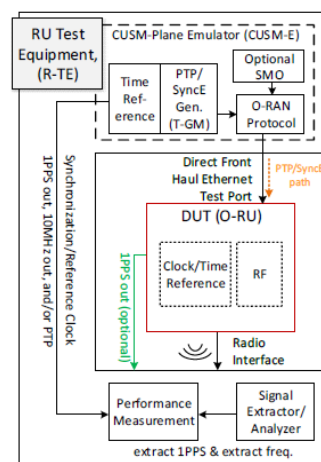 RU Test
Equipment,
(R-TE)
CUSM-Plane Emulator (CUSM-E)
Time
Ref-
erence
PTP/
SyncE
Gen.
(T-GM)
Optional
SMO
O-RAN
Protocol
Direct Front
Haul Ethernet
Test Port
PTP/SyncE
path
DUT (O-RU)
Clock/Time
Reference
RF
1PPS out (optional)
Synchronization/Reference Clock
1PPS out, 10MHz out, and/or PTP
Radio
Interface
Performance
Measurement
Signal
Extractor/
Analyzer
extract 1PPS & extract freq.